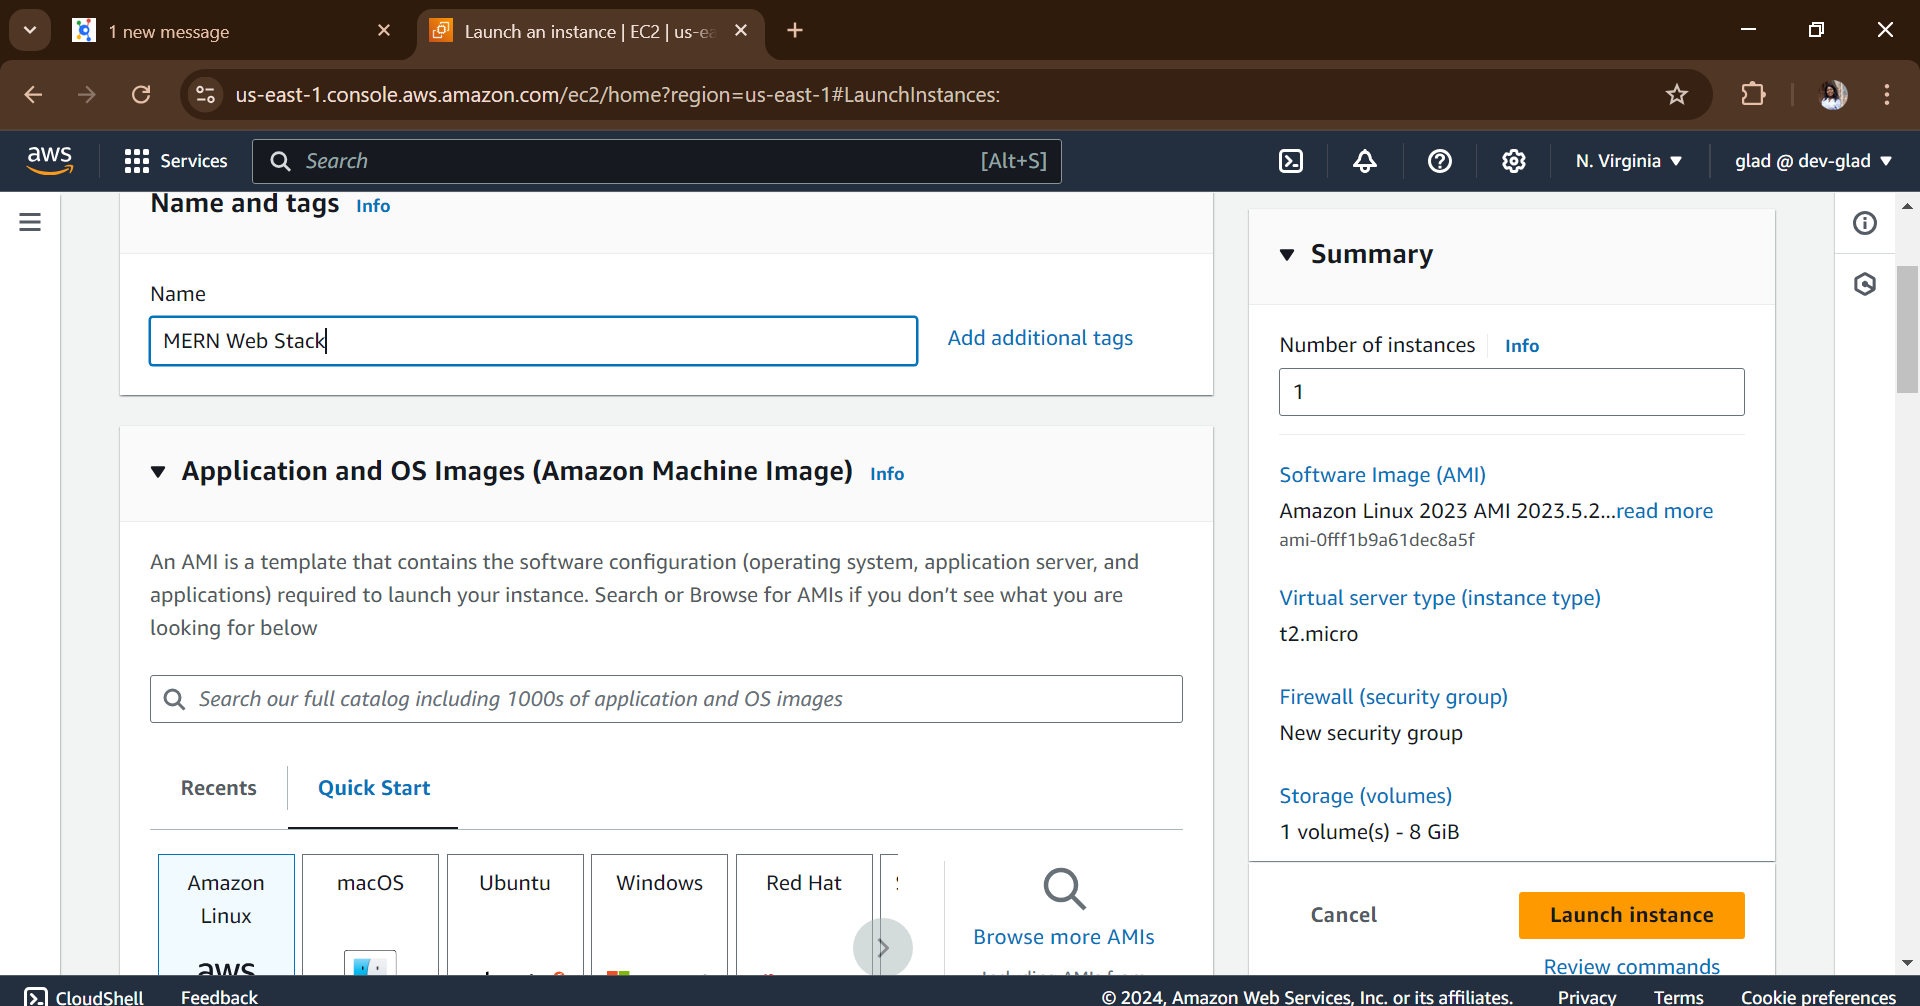 1 new message
Launch an instance | EC2 | us-ea
us-east-1.console.aws.amazon.com/ec2/home?region=us-east-1#LaunchInstances:
aws
Services
Search
[Alt+S]
N. Virginia
glad @ dev-glad
Name and tags Info
Name
MERN Web Stack
Add additional tags
Application and OS Images (Amazon Machine Image) Info
An AMI is a template that contains the software configuration (operating system, application server, and
applications) required to launch your instance. Search or Browse for AMIs if you don't see what you are
looking for below
Search our full catalog including 1000s of application and OS images
Recents
Quick Start
Amazon
Linux
aws
macOS
Ubuntu
Windows
Red Hat
Browse more AMIs
Summary
Number of instances Info
1
Software Image (AMI)
Amazon Linux 2023 AMI 2023.5.2...read more
ami-0fff1b9a61dec8a5f
Virtual server type (instance type)
t2.micro
Firewall (security group)
New security group
Storage (volumes)
1 volume(s) - 8 GiB
Cancel
Launch instance
Review commands
CloudShell
Feedback
© 2024, Amazon Web Services, Inc. or its affiliates.
Privacy
Terms
Cookie preferences